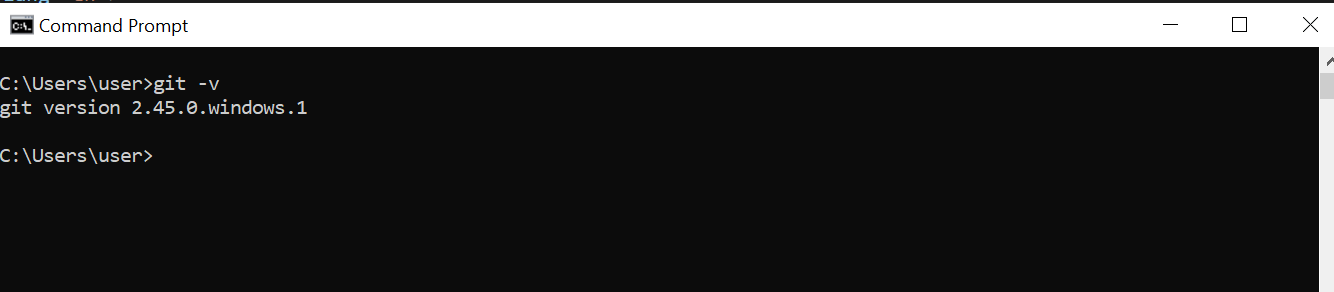 Command Prompt
C:\Users\user>git -v
git version 2.45.0.windows.1
C:\Users\user>